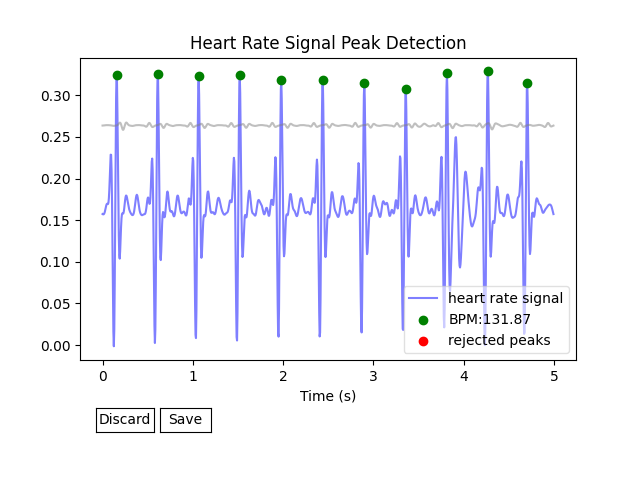 Heart Rate Signal Peak Detection
0.30
0.25
0.20
0.15
0.10
0.05
0.00
heart rate signal
BPM:131.87
rejected peaks
0 1 2 3 4 5
Time (s)
Discard Save